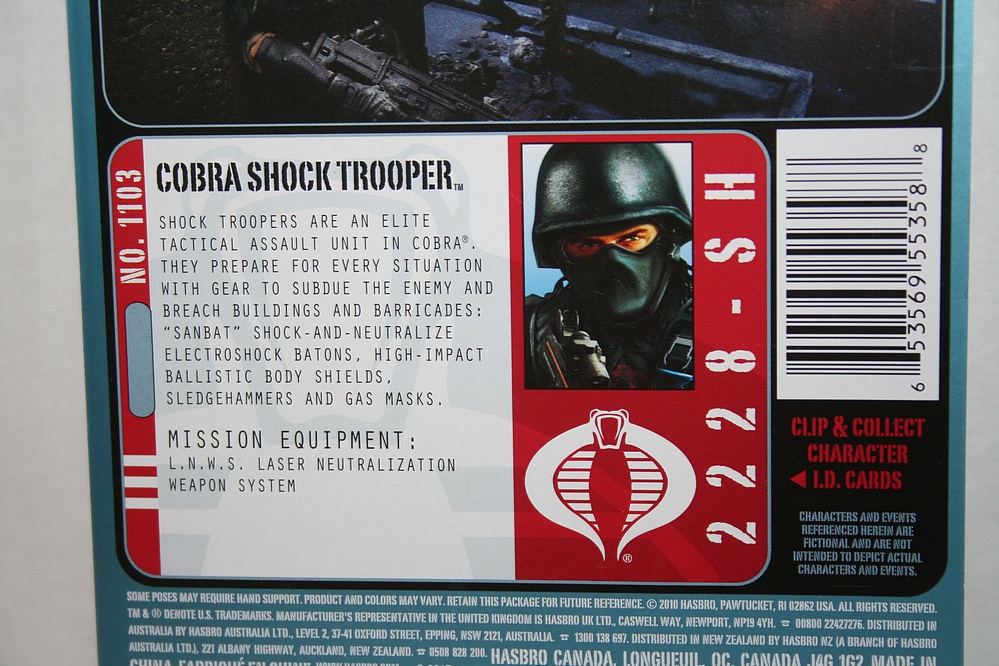 NO. 1103
COBRA SHOCK TROOPER™
SHOCK TROOPERS ARE AN ELITE
TACTICAL ASSAULT UNIT IN COBRA®.
THEY PREPARE FOR EVERY SITUATION
WITH GEAR TO SUBDUE THE ENEMY AND
BREACH BUILDINGS AND BARRICADES:
“SANBAT” SHOCK-AND-NEUTRALIZE
ELECTROSHOCK BATONS, HIGH-IMPACT
BALLISTIC BODY SHIELDS,
SLEDGEHAMMERS AND GAS MASKS.
MISSION EQUIPMENT:
L.N.W.S. LASER NEUTRALIZATION
WEAPON SYSTEM
®
2228-SH
6 53569 55358 8
CLIP & COLLECT
CHARACTER
◀ I.D. CARDS
CHARACTERS AND EVENTS
REFERENCED HEREIN ARE
FICTIONAL AND ARE NOT
INTENDED TO DEPICT ACTUAL
CHARACTERS AND EVENTS.
SOME POSES MAY REQUIRE HAND SUPPORT. PRODUCT AND COLORS MAY VARY. RETAIN THIS PACKAGE FOR FUTURE REFERENCE. © 2010 HASBRO, PAWTUCKET, RI 02862 USA. ALL RIGHTS RESERVED.
TM & ® DENOTE U.S. TRADEMARKS. MANUFACTURER'S REPRESENTATIVE IN THE UNITED KINGDOM IS HASBRO UK LTD., CASWELL WAY, NEWPORT, NP19 4YH. ☎ 00800 22427276. DISTRIBUTED IN
AUSTRALIA BY HASBRO AUSTRALIA LTD., LEVEL 2, 37-41 OXFORD STREET, EPPING, NSW 2121, AUSTRALIA. ☎ 1300 138 697. DISTRIBUTED IN NEW ZEALAND BY HASBRO NZ (A BRANCH OF HASBRO
AUSTRALIA LTD.), 221 ALBANY HIGHWAY, AUCKLAND, NEW ZEALAND. ☎ 0508 828 200. HASBRO CANADA, LONGUEUIL, QC, CANADA J4G 1G2. MADE IN
CHINA FABRIQUÉ EN CHINE WWW.HASBRO.COM